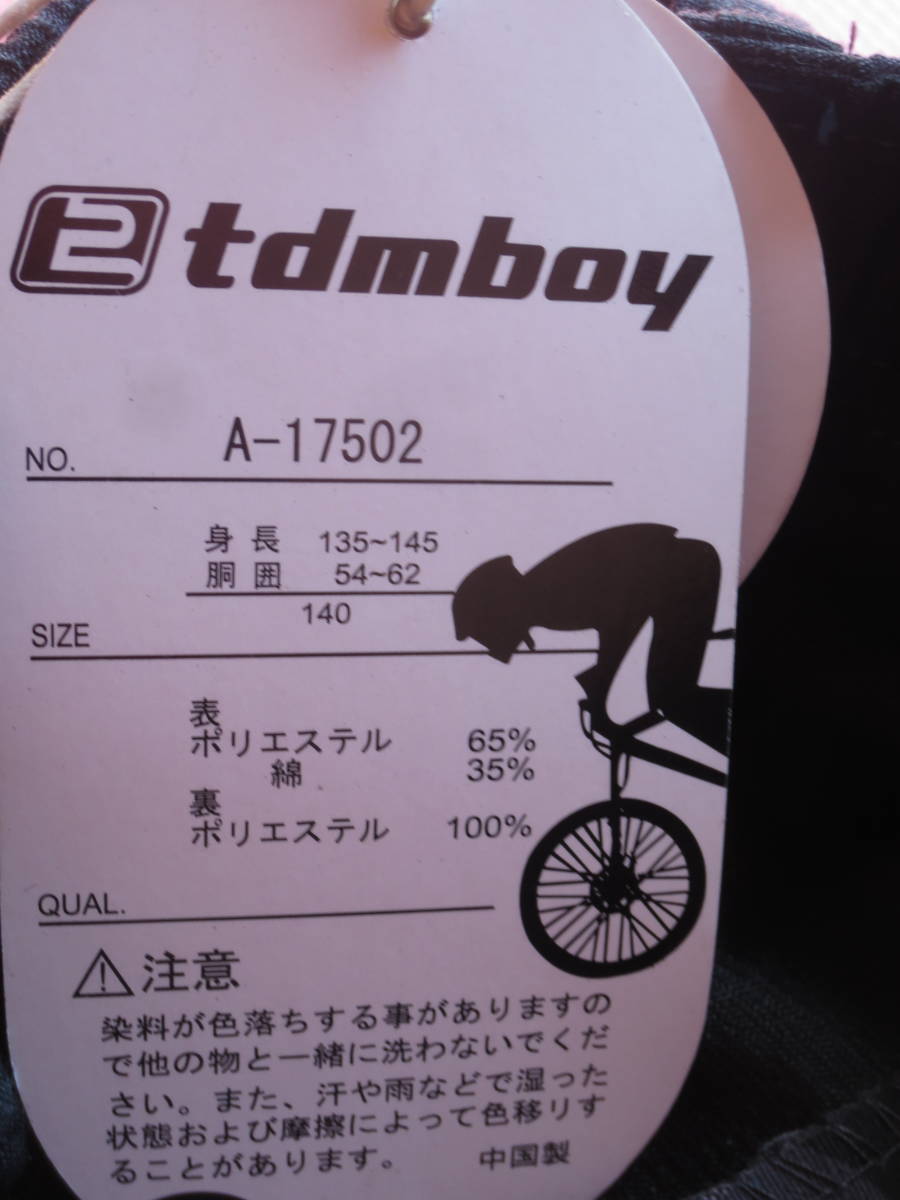 tdmboy
NO. A-17502
身長 135~145
胴囲 54~62
140
SIZE
表
ポリエステル 65%
綿 35%
裏
ポリエステル 100%
QUAL.
注意
染料が色落ちする事がありますの
で他の物と一緒に洗わないでくだ
さい。また、汗や雨などで湿った
状態および摩擦によって色移りす
ることがあります。 中国製